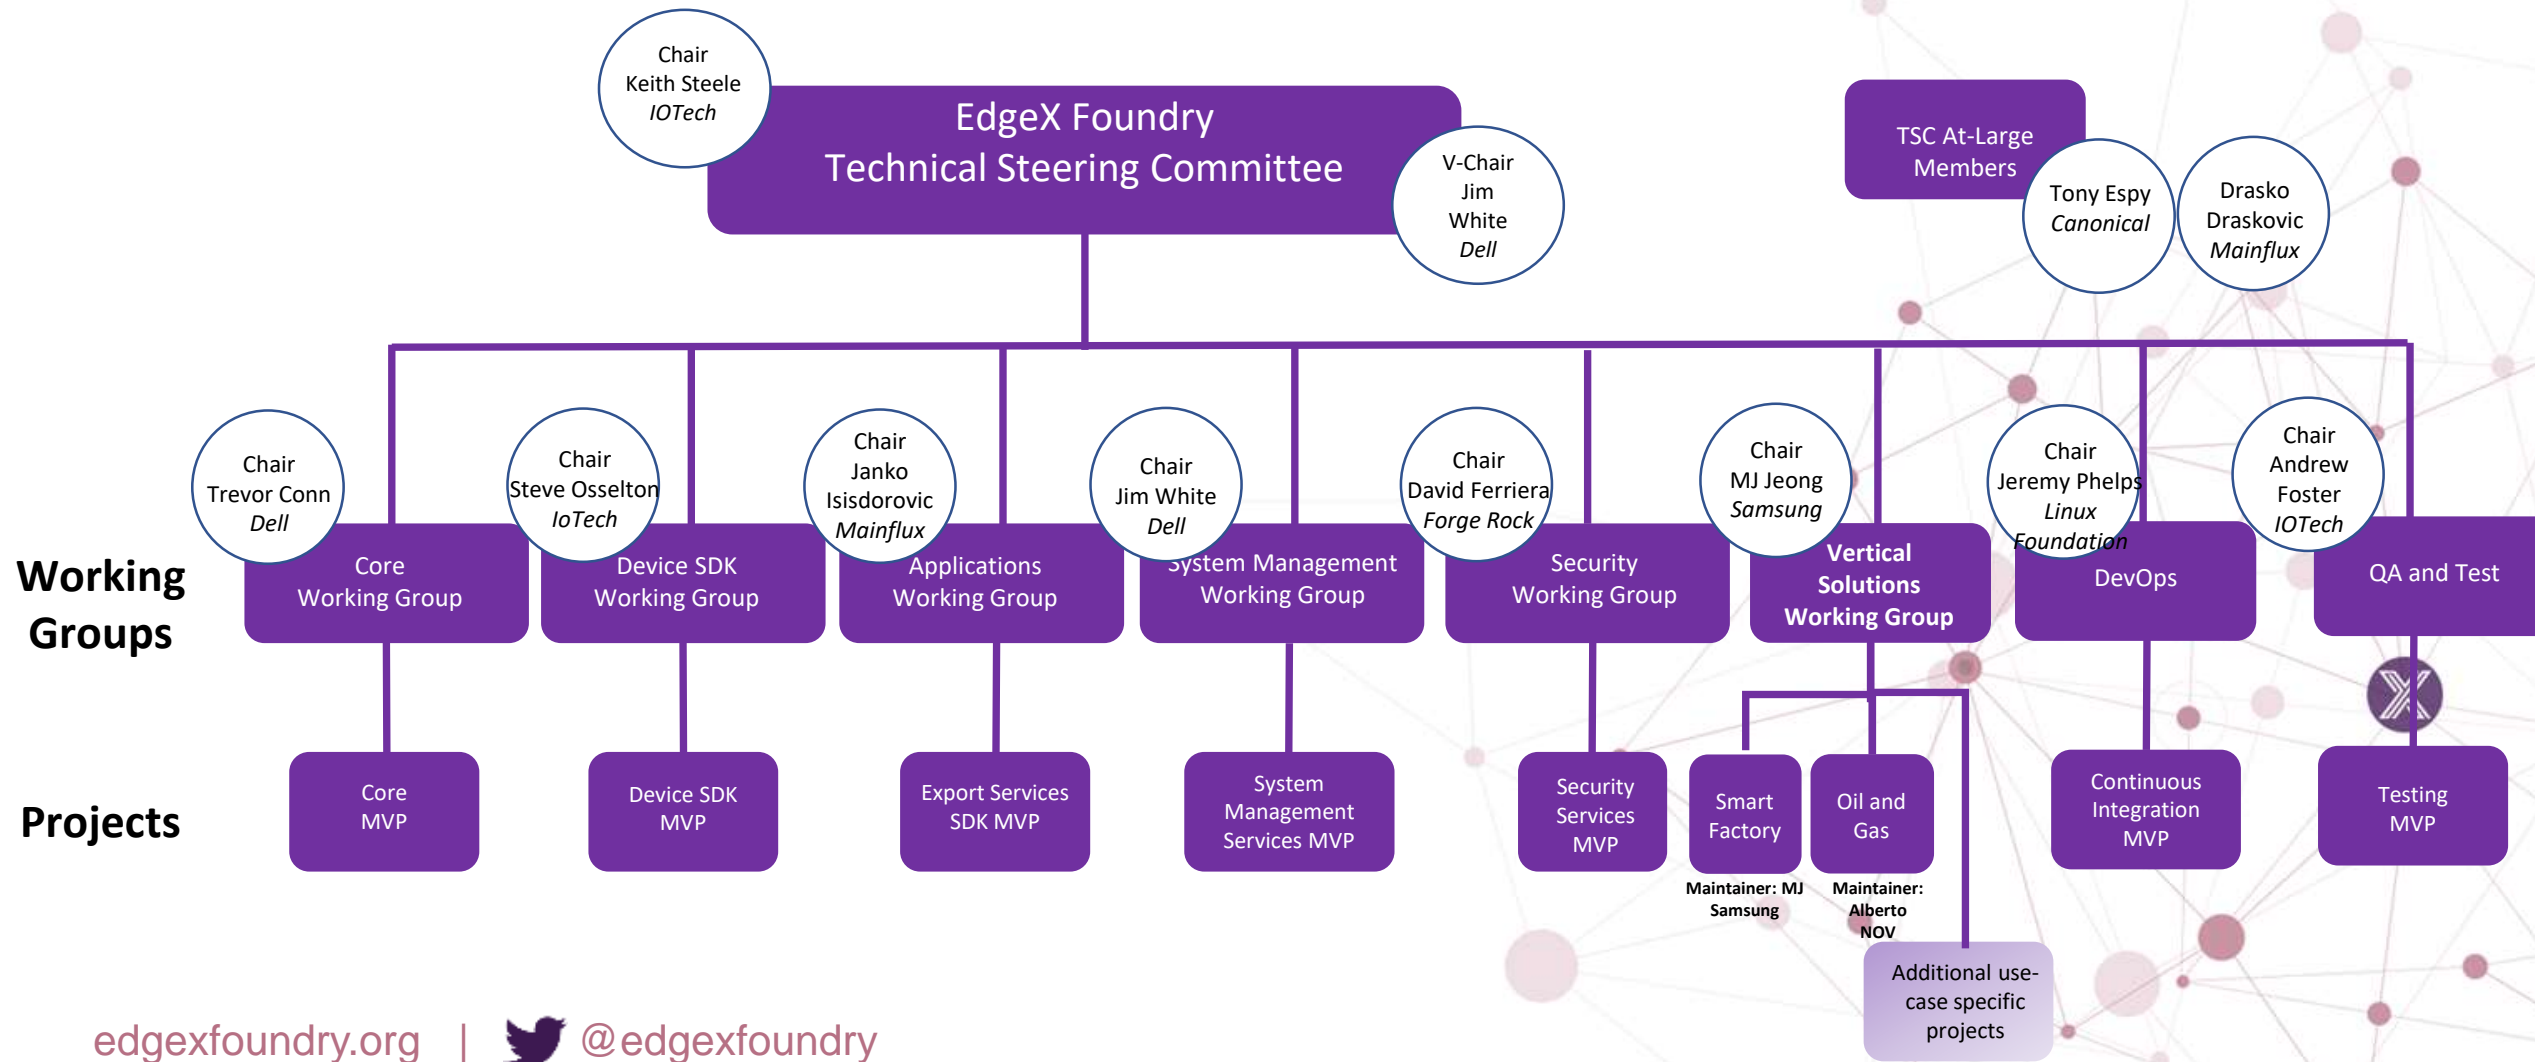 Chair
Keith Steele
IOTech
EdgeX Foundry
Technical Steering Committee
V-Chair
Jim
White
Dell
TSC At-Large
Members
Tony Espy
Canonical
Drasko
Draskovic
Mainflux
Working
Groups
Chair
Trevor Conn
Dell
Core
Working Group
Chair
Steve Osselton
IoTech
Device SDK
Working Group
Chair
Janko
Isisdorovic
Mainflux
Applications
Working Group
Chair
Jim White
Dell
System Management
Working Group
Chair
David Ferriera
Forge Rock
Security
Working Group
Chair
MJ Jeong
Samsung
Vertical
Solutions
Working Group
Chair
Jeremy Phelps
Linux
Foundation
DevOps
Chair
Andrew
Foster
IOTech
QA and Test
Projects
Core
MVP
Device SDK
MVP
Export Services
SDK MVP
System
Management
Services MVP
Security
Services
MVP
Smart
Factory
Maintainer: MJ
Samsung
Oil and
Gas
Maintainer:
Alberto
NOV
Additional use-
case specific
projects
Continuous
Integration
MVP
Testing
MVP
edgexfoundry.org | @edgexfoundry